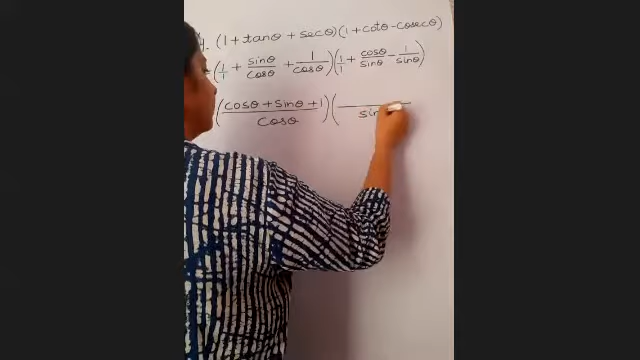 4. (1 + tanθ + secθ)(1 + cotθ - cosecθ)
(1/1 + sinθ/cosθ + 1/cosθ)(1/1 + cosθ/sinθ - 1/sinθ)
((cosθ + sinθ + 1)/cosθ)( /sin